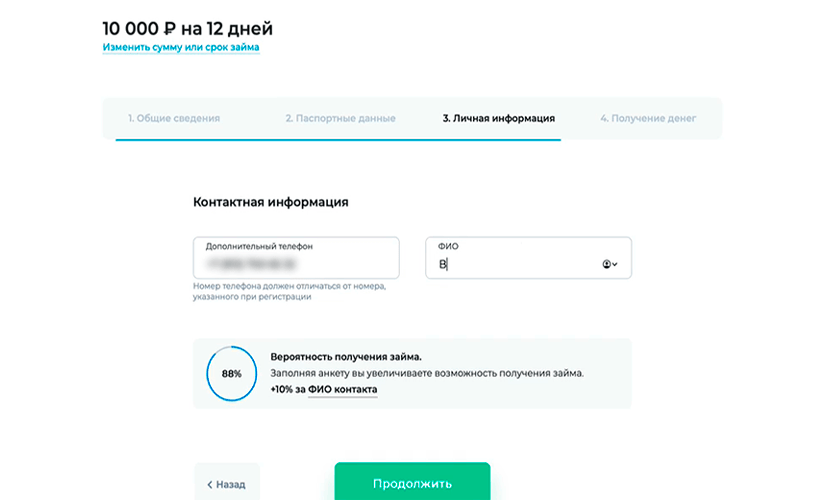 10 000 ₽ на 12 дней
Изменить сумму или срок займа
1. Общие сведения
2. Паспортные данные
3. Личная информация
4. Получение денег
Контактная информация
Дополнительный телефон
ФИО
В
Номер телефона должен отличаться от номера,
указанного при регистрации
88%
Вероятность получения займа.
Заполняя анкету вы увеличиваете возможность получения займа.
+10% за ФИО контакта
Назад
Продолжить